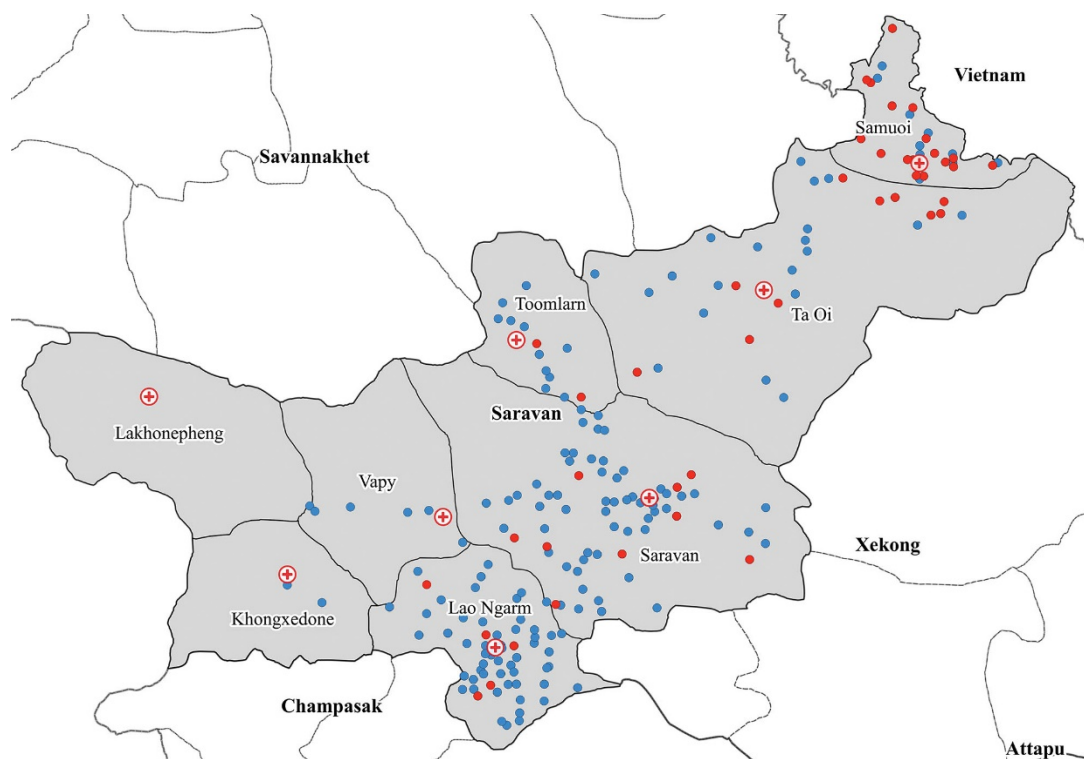 Vietnam
Samuoi
Savannakhet
Toomlarn
Ta Oi
Saravan
Lakhonepheng
Vapy
Xekong
Saravan
Khongxedone
Lao Ngarm
Champasak
Attapu